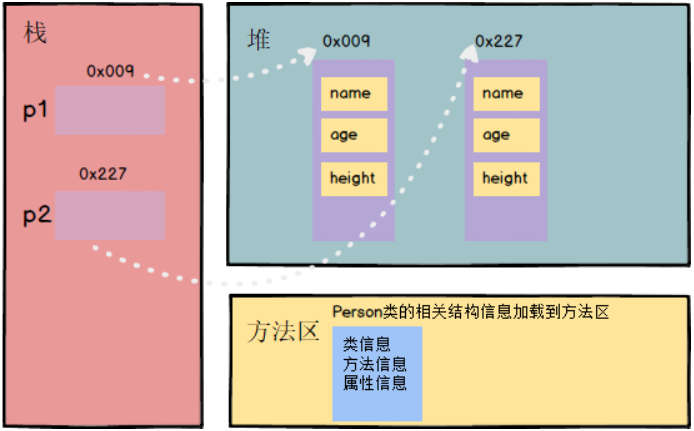 栈
0x009
p1
0x227
p2
堆
0x009
0x227
name
age
height
name
age
height
方法区
Person类的相关结构信息加载到方法区
类信息
方法信息
属性信息